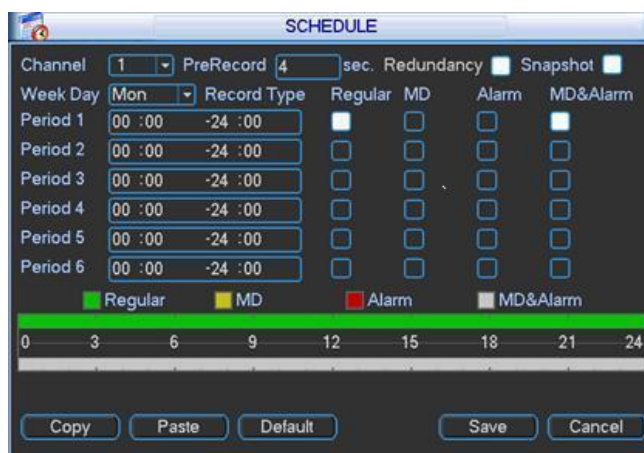 SCHEDULE
Channel 1 PreRecord 4 sec. Redundancy Snapshot
Week Day Mon Record Type Regular MD Alarm MD&Alarm
Period 1 00 :00 -24 :00
Period 2 00 :00 -24 :00
Period 3 00 :00 -24 :00
Period 4 00 :00 -24 :00
Period 5 00 :00 -24 :00
Period 6 00 :00 -24 :00
Regular MD Alarm MD&Alarm
0 3 6 9 12 15 18 21 24
Copy Paste Default Save Cancel